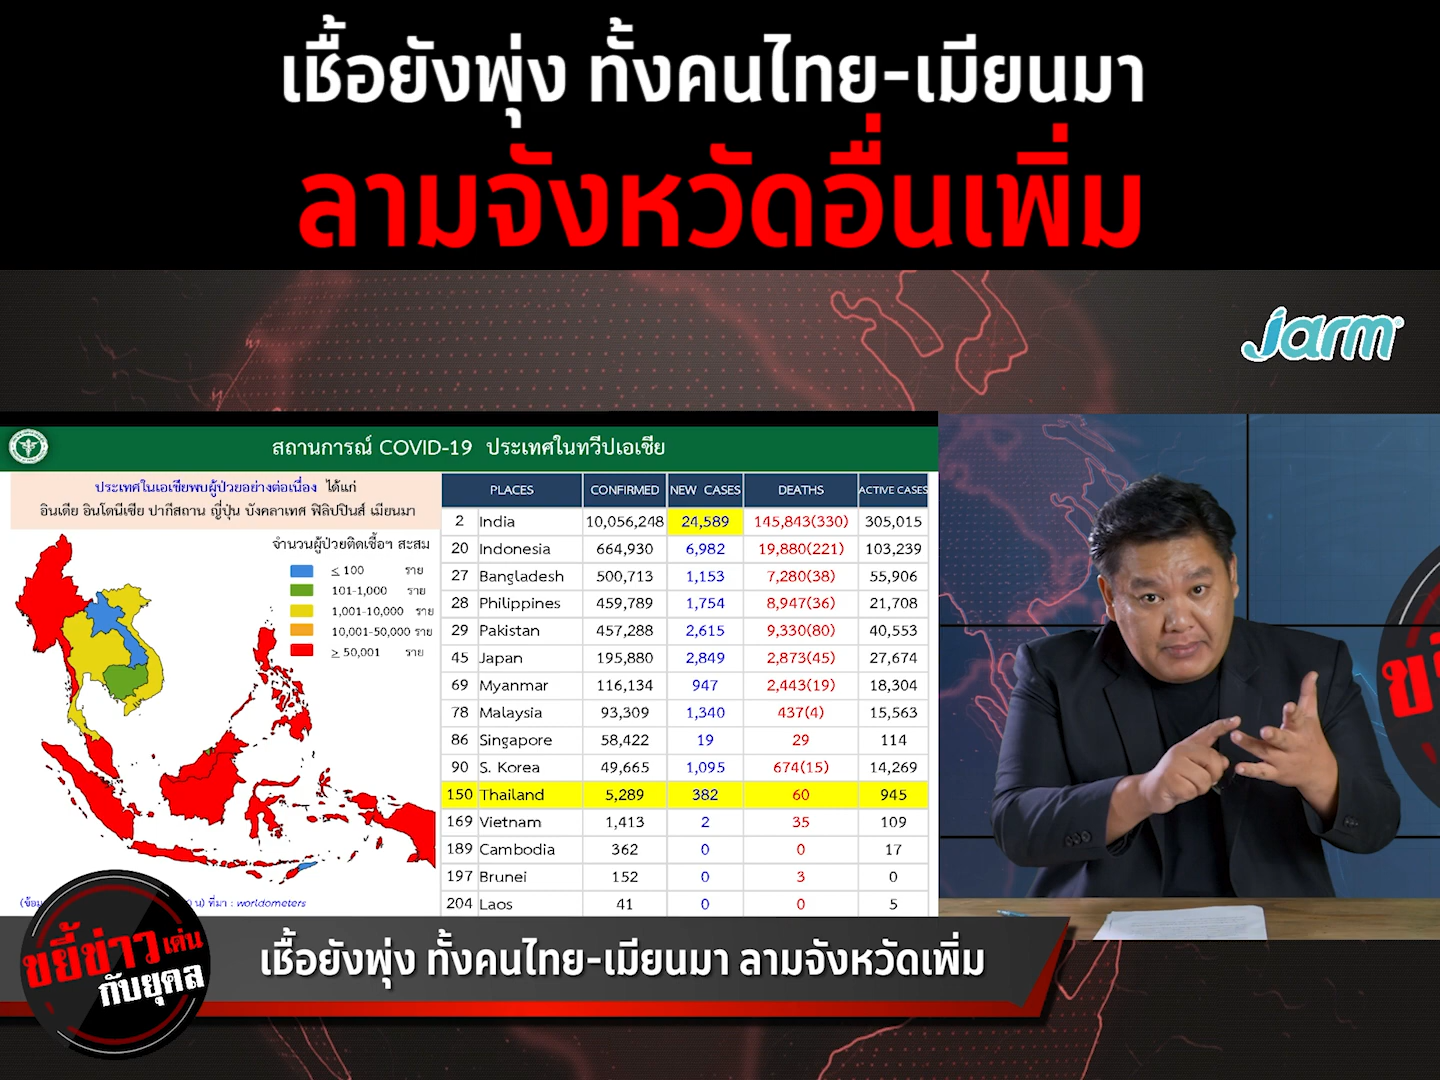 เชื้อยังพุ่ง ทั้งคนไทย-เมียนมา
ลามจังหวัดอื่นเพิ่ม
jarm
สถานการณ์ COVID-19 ประเทศในทวีปเอเชีย
ประเทศในเอเชียพบผู้ป่วยอย่างต่อเนื่อง ได้แก่
อินเดีย อินโดนีเซีย ปากีสถาน ญี่ปุ่น บังคลาเทศ ฟิลิปปินส์ เมียนมา
จำนวนผู้ป่วยติดเชื้อฯ สะสม
≤ 100 ราย
101-1,000 ราย
1,001-10,000 ราย
10,001-50,000 ราย
≥ 50,001 ราย
PLACES CONFIRMED NEW CASES DEATHS ACTIVE CASES
2 India 10,056,248 24,589 145,843(330) 305,015
20 Indonesia 664,930 6,982 19,880(221) 103,239
27 Bangladesh 500,713 1,153 7,280(38) 55,906
28 Philippines 459,789 1,754 8,947(36) 21,708
29 Pakistan 457,288 2,615 9,330(80) 40,553
45 Japan 195,880 2,849 2,873(45) 27,674
69 Myanmar 116,134 947 2,443(19) 18,304
78 Malaysia 93,309 1,340 437(4) 15,563
86 Singapore 58,422 19 29 114
90 S. Korea 49,665 1,095 674(15) 14,269
150 Thailand 5,289 382 60 945
169 Vietnam 1,413 2 35 109
189 Cambodia 362 0 0 17
197 Brunei 152 0 3 0
204 Laos 41 0 0 5
น) ที่มา : worldometers
ขยี้ข่าวเด่น
กับยุคล
เชื้อยังพุ่ง ทั้งคนไทย-เมียนมา ลามจังหวัดเพิ่ม